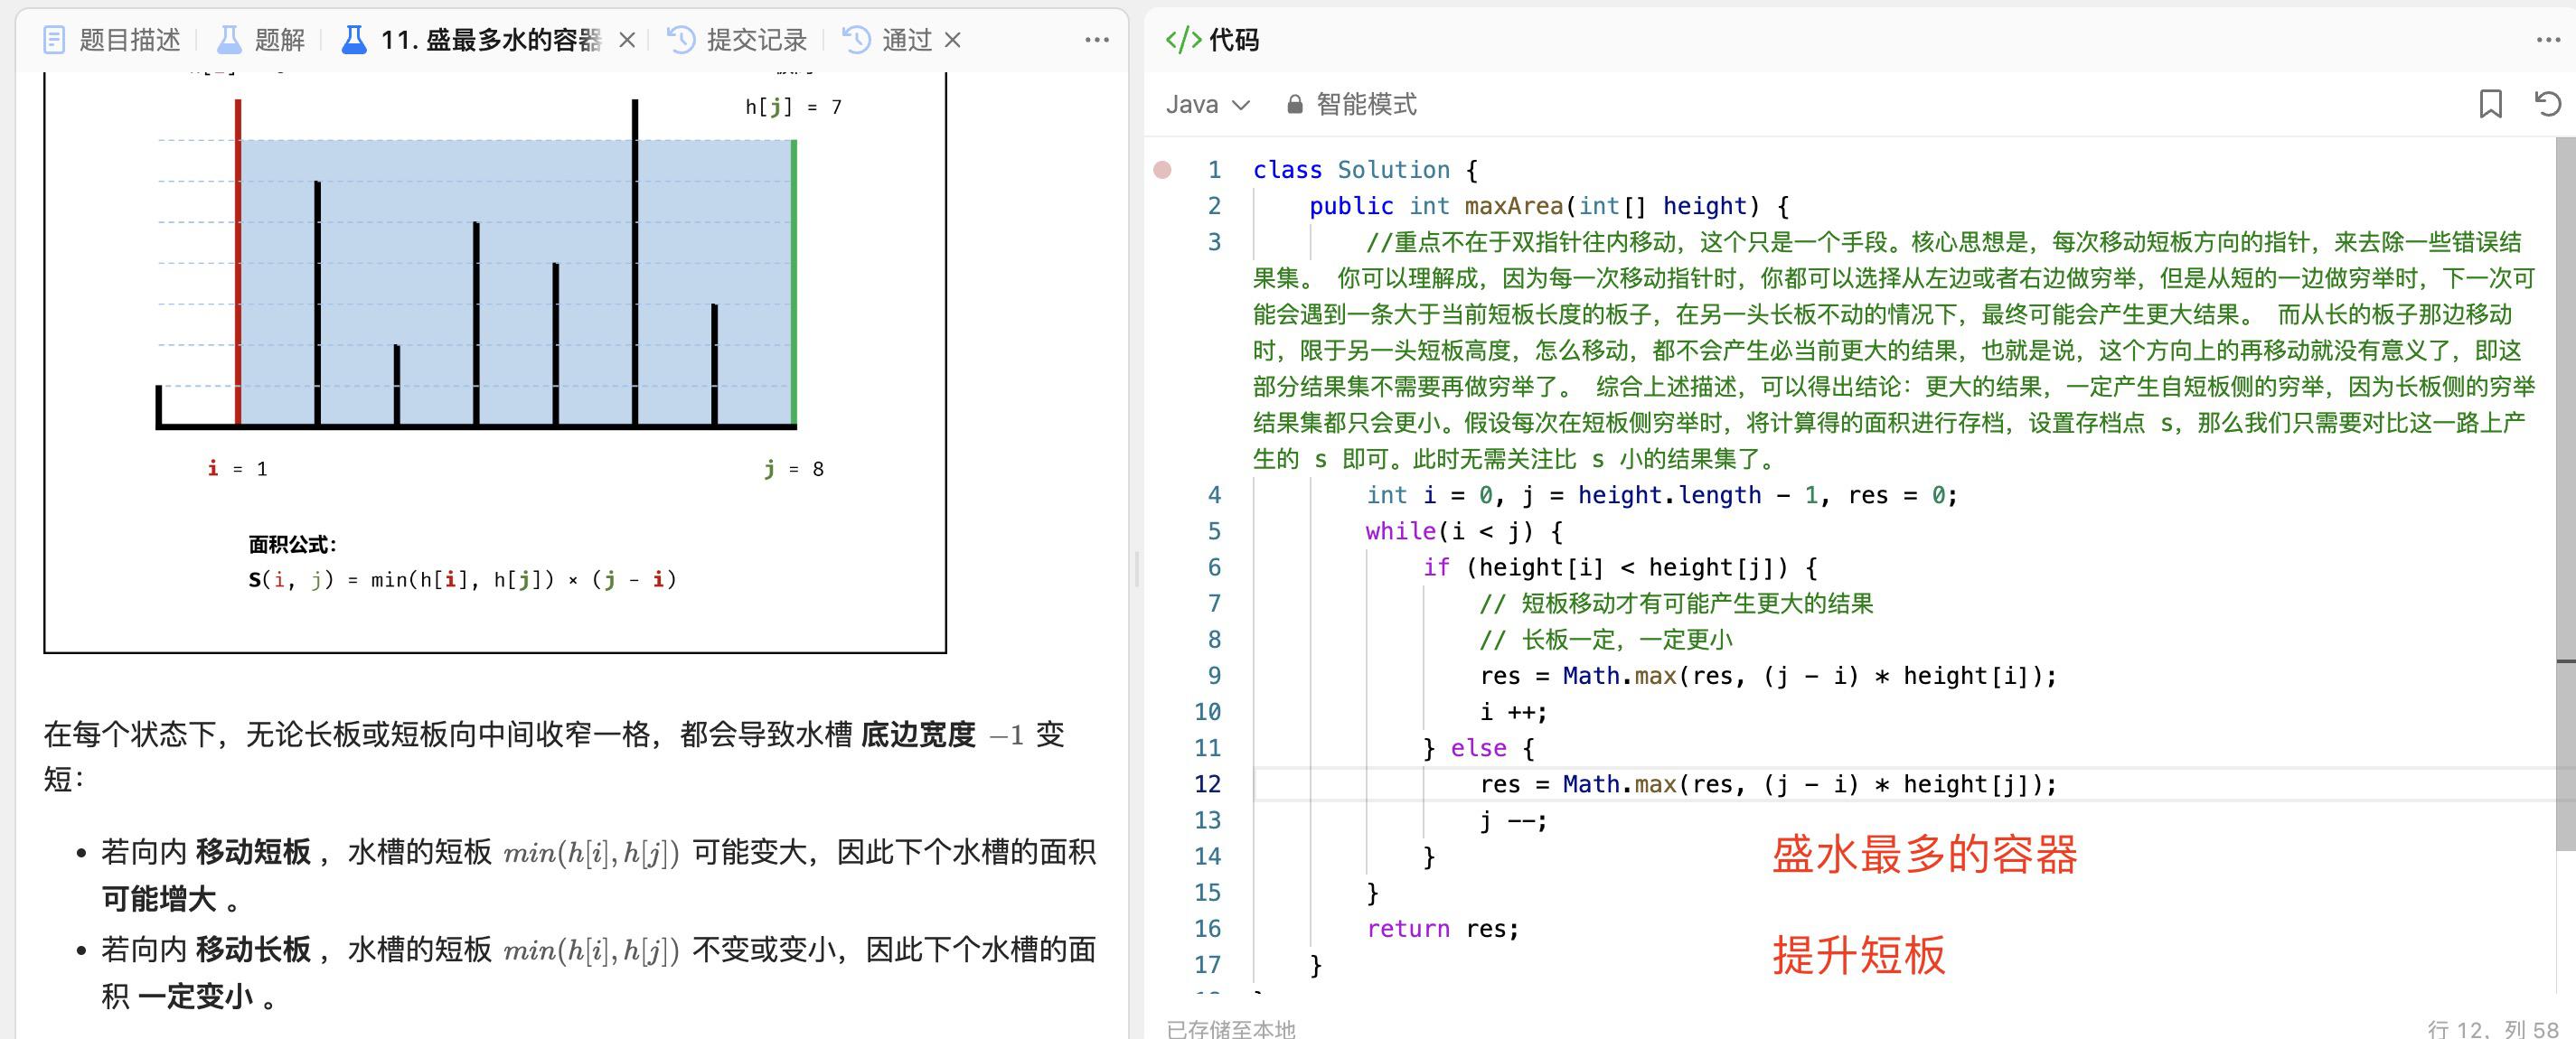 题目描述
题解
11. 盛最多水的容器
提交记录
通过
h[j] = 7
i = 1
j = 8
面积公式:
S(i, j) = min(h[i], h[j]) × (j - i)
在每个状态下，无论长板或短板向中间收窄一格，都会导致水槽 底边宽度 −1 变
短：
• 若向内 移动短板 ，水槽的短板 min(h[i],h[j]) 可能变大，因此下个水槽的面积
可能增大 。
• 若向内 移动长板 ，水槽的短板 min(h[i],h[j]) 不变或变小，因此下个水槽的面
积 一定变小 。
</> 代码
Java
智能模式
1 class Solution {
2 public int maxArea(int[] height) {
3 //重点不在于双指针往内移动，这个只是一个手段。核心思想是，每次移动短板方向的指针，来去除一些错误结
果集。 你可以理解成，因为每一次移动指针时，你都可以选择从左边或者右边做穷举，但是从短的一边做穷举时，下一次可
能会遇到一条大于当前短板长度的板子，在另一头长板不动的情况下，最终可能会产生更大结果。 而从长的板子那边移动
时，限于另一头短板高度，怎么移动，都不会产生必当前更大的结果，也就是说，这个方向上的再移动就没有意义了，即这
部分结果集不需要再做穷举了。 综合上述描述，可以得出结论：更大的结果，一定产生自短板侧的穷举，因为长板侧的穷举
结果集都只会更小。假设每次在短板侧穷举时，将计算得的面积进行存档，设置存档点 s，那么我们只需要对比这一路上产
生的 s 即可。此时无需关注比 s 小的结果集了。
4 int i = 0, j = height.length - 1, res = 0;
5 while(i < j) {
6 if (height[i] < height[j]) {
7 // 短板移动才有可能产生更大的结果
8 // 长板一定，一定更小
9 res = Math.max(res, (j - i) * height[i]);
10 i ++;
11 } else {
12 res = Math.max(res, (j - i) * height[j]);
13 j --;
14 }
15 }
16 return res;
17 }
盛水最多的容器
提升短板
已存储至本地
行 12，列 58